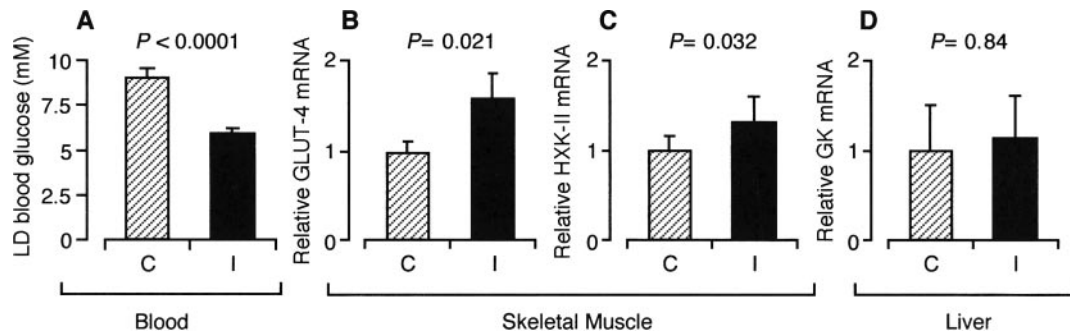 A
P < 0.0001
LD blood glucose (mM)
10
7.5
5
2.5
0
C
I
Blood
B
P= 0.021
Relative GLUT-4 mRNA
2
1
0
C
I
C
P= 0.032
Relative HXK-II mRNA
2
1
0
C
I
Skeletal Muscle
D
P= 0.84
Relative GK mRNA
2
1
0
C
I
Liver